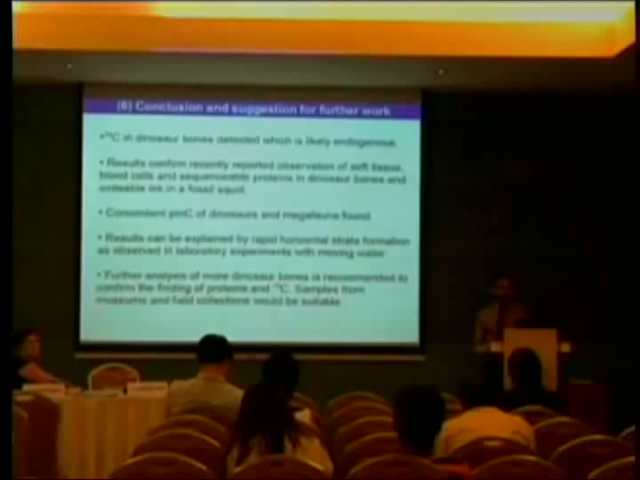 (6) Conclusion and suggestion for further work
• ¹⁴C in dinosaur bones detected which is likely endogenous.
• Results confirm recently reported observation of soft tissue,
blood cells and sequenceable proteins in dinosaur bones and
writeable ink in a fossil squid
• Consistent pmC of dinosaurs and megafauna found
• Results can be explained by rapid horizontal strata formation
as observed in laboratory experiments with moving water
• Further analysis of more dinosaur bones is recommended to
confirm the finding of proteins and ¹⁴C. Samples from
museums and field collections would be suitable